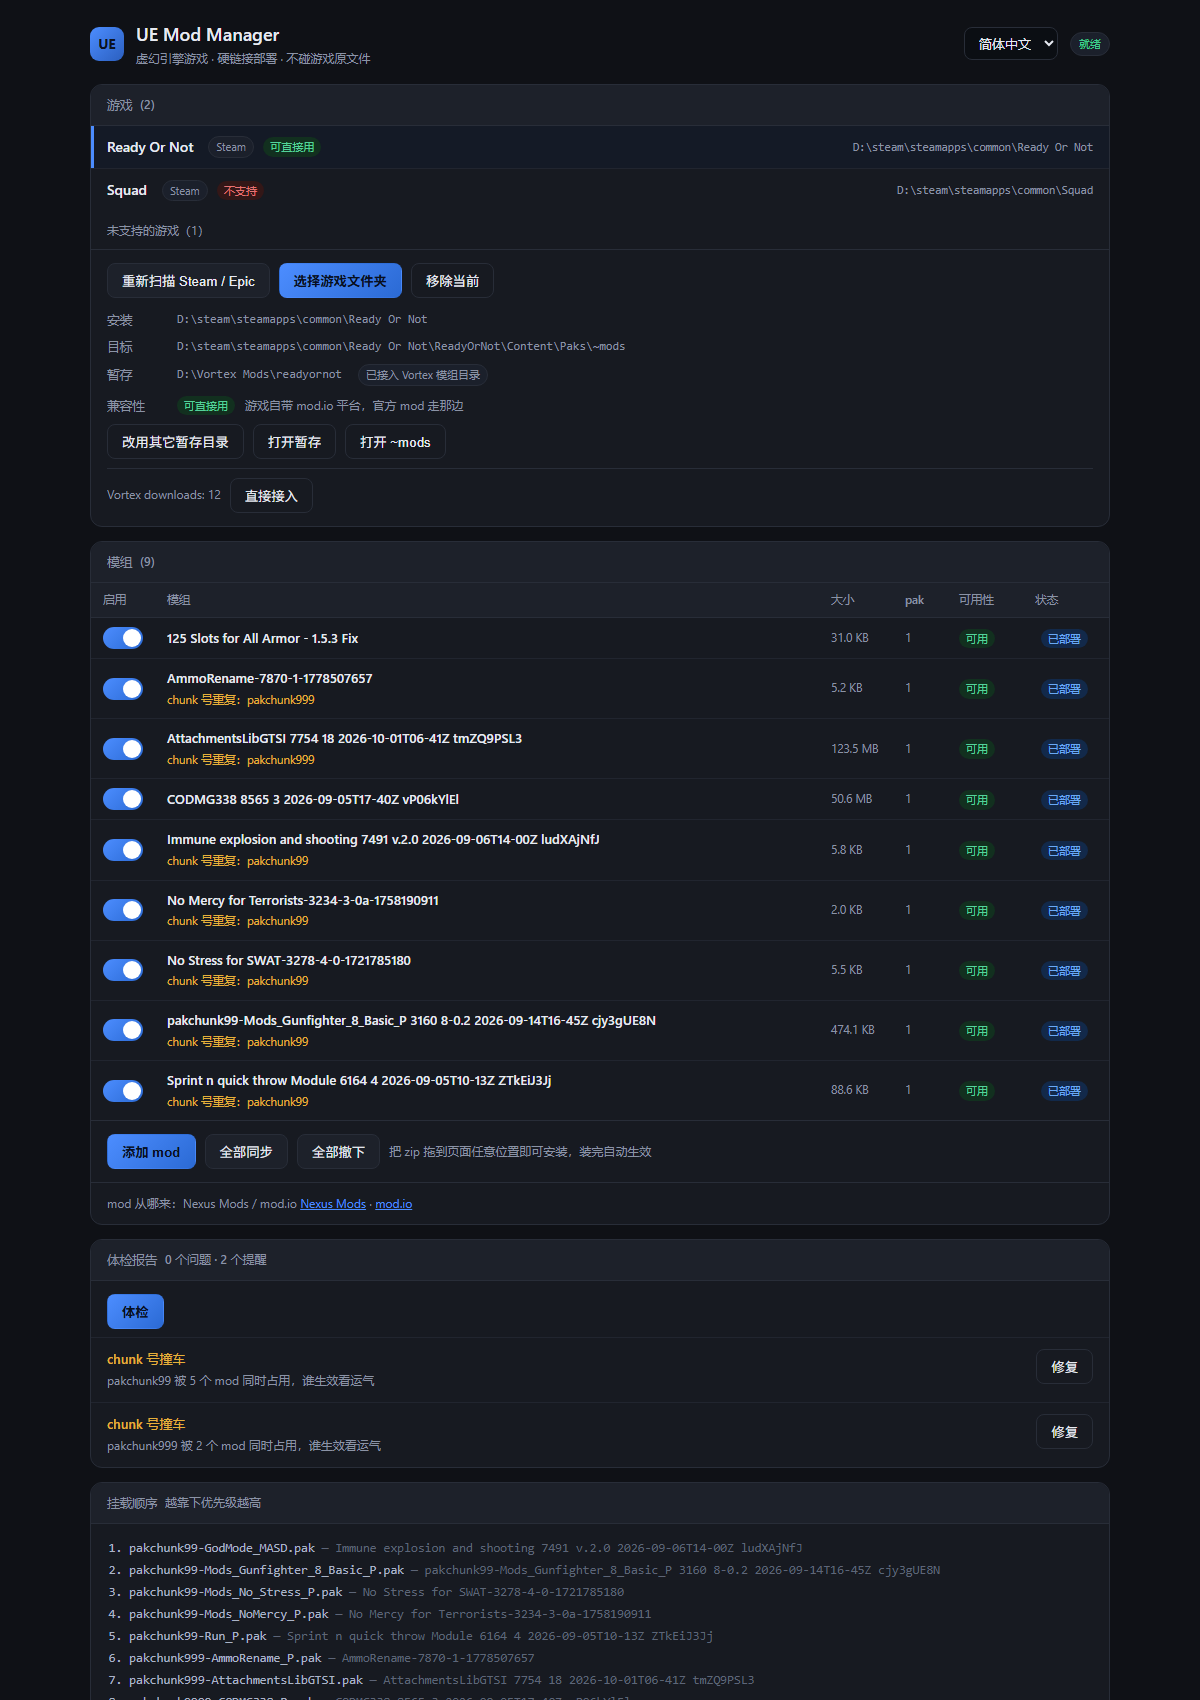 UE
UE Mod Manager
虚幻引擎游戏 · 硬链接部署 · 不碰游戏原文件
简体中文
就绪
游戏 (2)
Ready Or Not Steam 可直接用 D:\steam\steamapps\common\Ready Or Not
Squad Steam 不支持 D:\steam\steamapps\common\Squad
未支持的游戏 (1)
重新扫描 Steam / Epic 选择游戏文件夹 移除当前
安装 D:\steam\steamapps\common\Ready Or Not
目标 D:\steam\steamapps\common\Ready Or Not\ReadyOrNot\Content\Paks\~mods
暂存 D:\Vortex Mods\readyornot 已接入 Vortex 模组目录
兼容性 可直接用 游戏自带 mod.io 平台，官方 mod 走那边
改用其它暂存目录 打开暂存 打开 ~mods
Vortex downloads: 12 直接接入
模组 (9)
启用 模组 大小 pak 可用性 状态
125 Slots for All Armor - 1.5.3 Fix 31.0 KB 1 可用 已部署
AmmoRename-7870-1-1778507657 5.2 KB 1 可用 已部署
chunk 号重复：pakchunk999
AttachmentsLibGTSI 7754 18 2026-10-01T06-41Z tmZQ9PSL3 123.5 MB 1 可用 已部署
chunk 号重复：pakchunk999
CODMG338 8565 3 2026-09-05T17-40Z vP06kYlEl 50.6 MB 1 可用 已部署
Immune explosion and shooting 7491 v.2.0 2026-09-06T14-00Z ludXAjNfJ 5.8 KB 1 可用 已部署
chunk 号重复：pakchunk99
No Mercy for Terrorists-3234-3-0a-1758190911 2.0 KB 1 可用 已部署
chunk 号重复：pakchunk99
No Stress for SWAT-3278-4-0-1721785180 5.5 KB 1 可用 已部署
chunk 号重复：pakchunk99
pakchunk99-Mods_Gunfighter_8_Basic_P 3160 8-0.2 2026-09-14T16-45Z cjy3gUE8N 474.1 KB 1 可用 已部署
chunk 号重复：pakchunk99
Sprint n quick throw Module 6164 4 2026-09-05T10-13Z ZTkEiJ3Jj 88.6 KB 1 可用 已部署
chunk 号重复：pakchunk99
添加 mod 全部同步 全部撤下 把 zip 拖到页面任意位置即可安装，装完自动生效
mod 从哪来：Nexus Mods / mod.io Nexus Mods · mod.io
体检报告 0 个问题 · 2 个提醒
体检
chunk 号撞车
pakchunk99 被 5 个 mod 同时占用，谁生效看运气
修复
chunk 号撞车
pakchunk999 被 2 个 mod 同时占用，谁生效看运气
修复
挂载顺序 越靠下优先级越高
1. pakchunk99-GodMode_MASD.pak — Immune explosion and shooting 7491 v.2.0 2026-09-06T14-00Z ludXAjNfJ
2. pakchunk99-Mods_Gunfighter_8_Basic_P.pak — pakchunk99-Mods_Gunfighter_8_Basic_P 3160 8-0.2 2026-09-14T16-45Z cjy3gUE8N
3. pakchunk99-Mods_No_Stress_P.pak — No Stress for SWAT-3278-4-0-1721785180
4. pakchunk99-Mods_NoMercy_P.pak — No Mercy for Terrorists-3234-3-0a-1758190911
5. pakchunk99-Run_P.pak — Sprint n quick throw Module 6164 4 2026-09-05T10-13Z ZTkEiJ3Jj
6. pakchunk999-AmmoRename_P.pak — AmmoRename-7870-1-1778507657
7. pakchunk999-AttachmentsLibGTSI.pak — AttachmentsLibGTSI 7754 18 2026-10-01T06-41Z tmZQ9PSL3